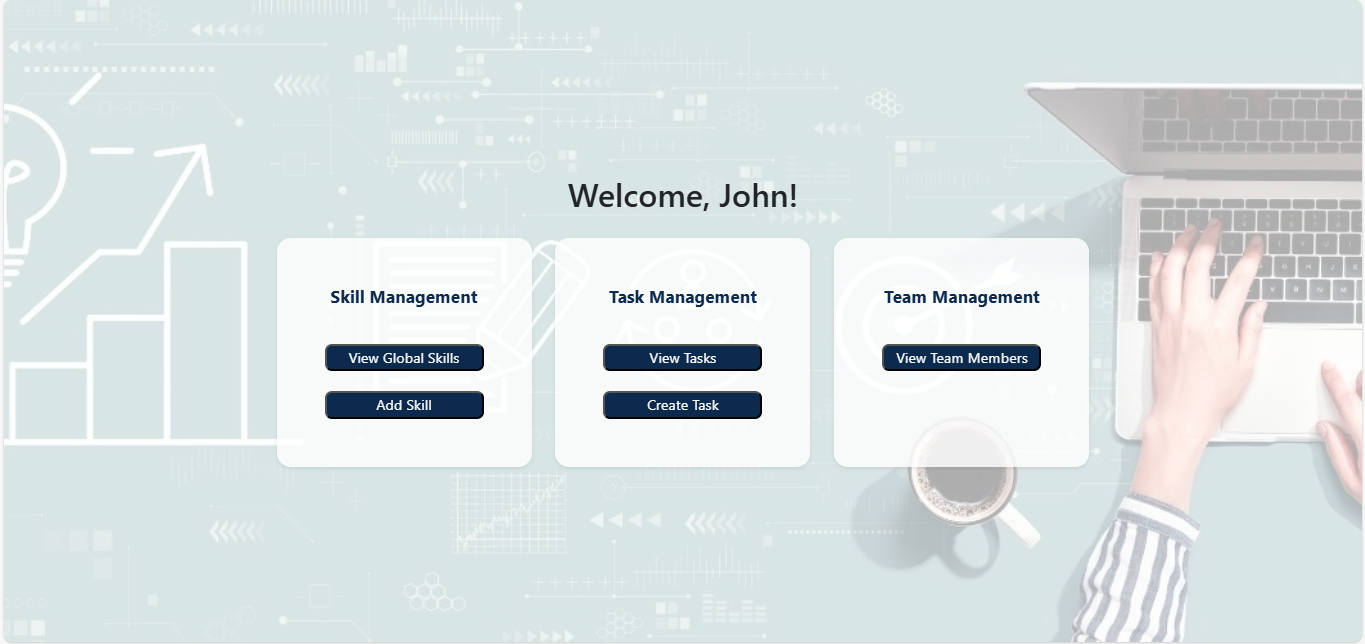 Welcome, John!
Skill Management
View Global Skills
Add Skill
Task Management
View Tasks
Create Task
Team Management
View Team Members